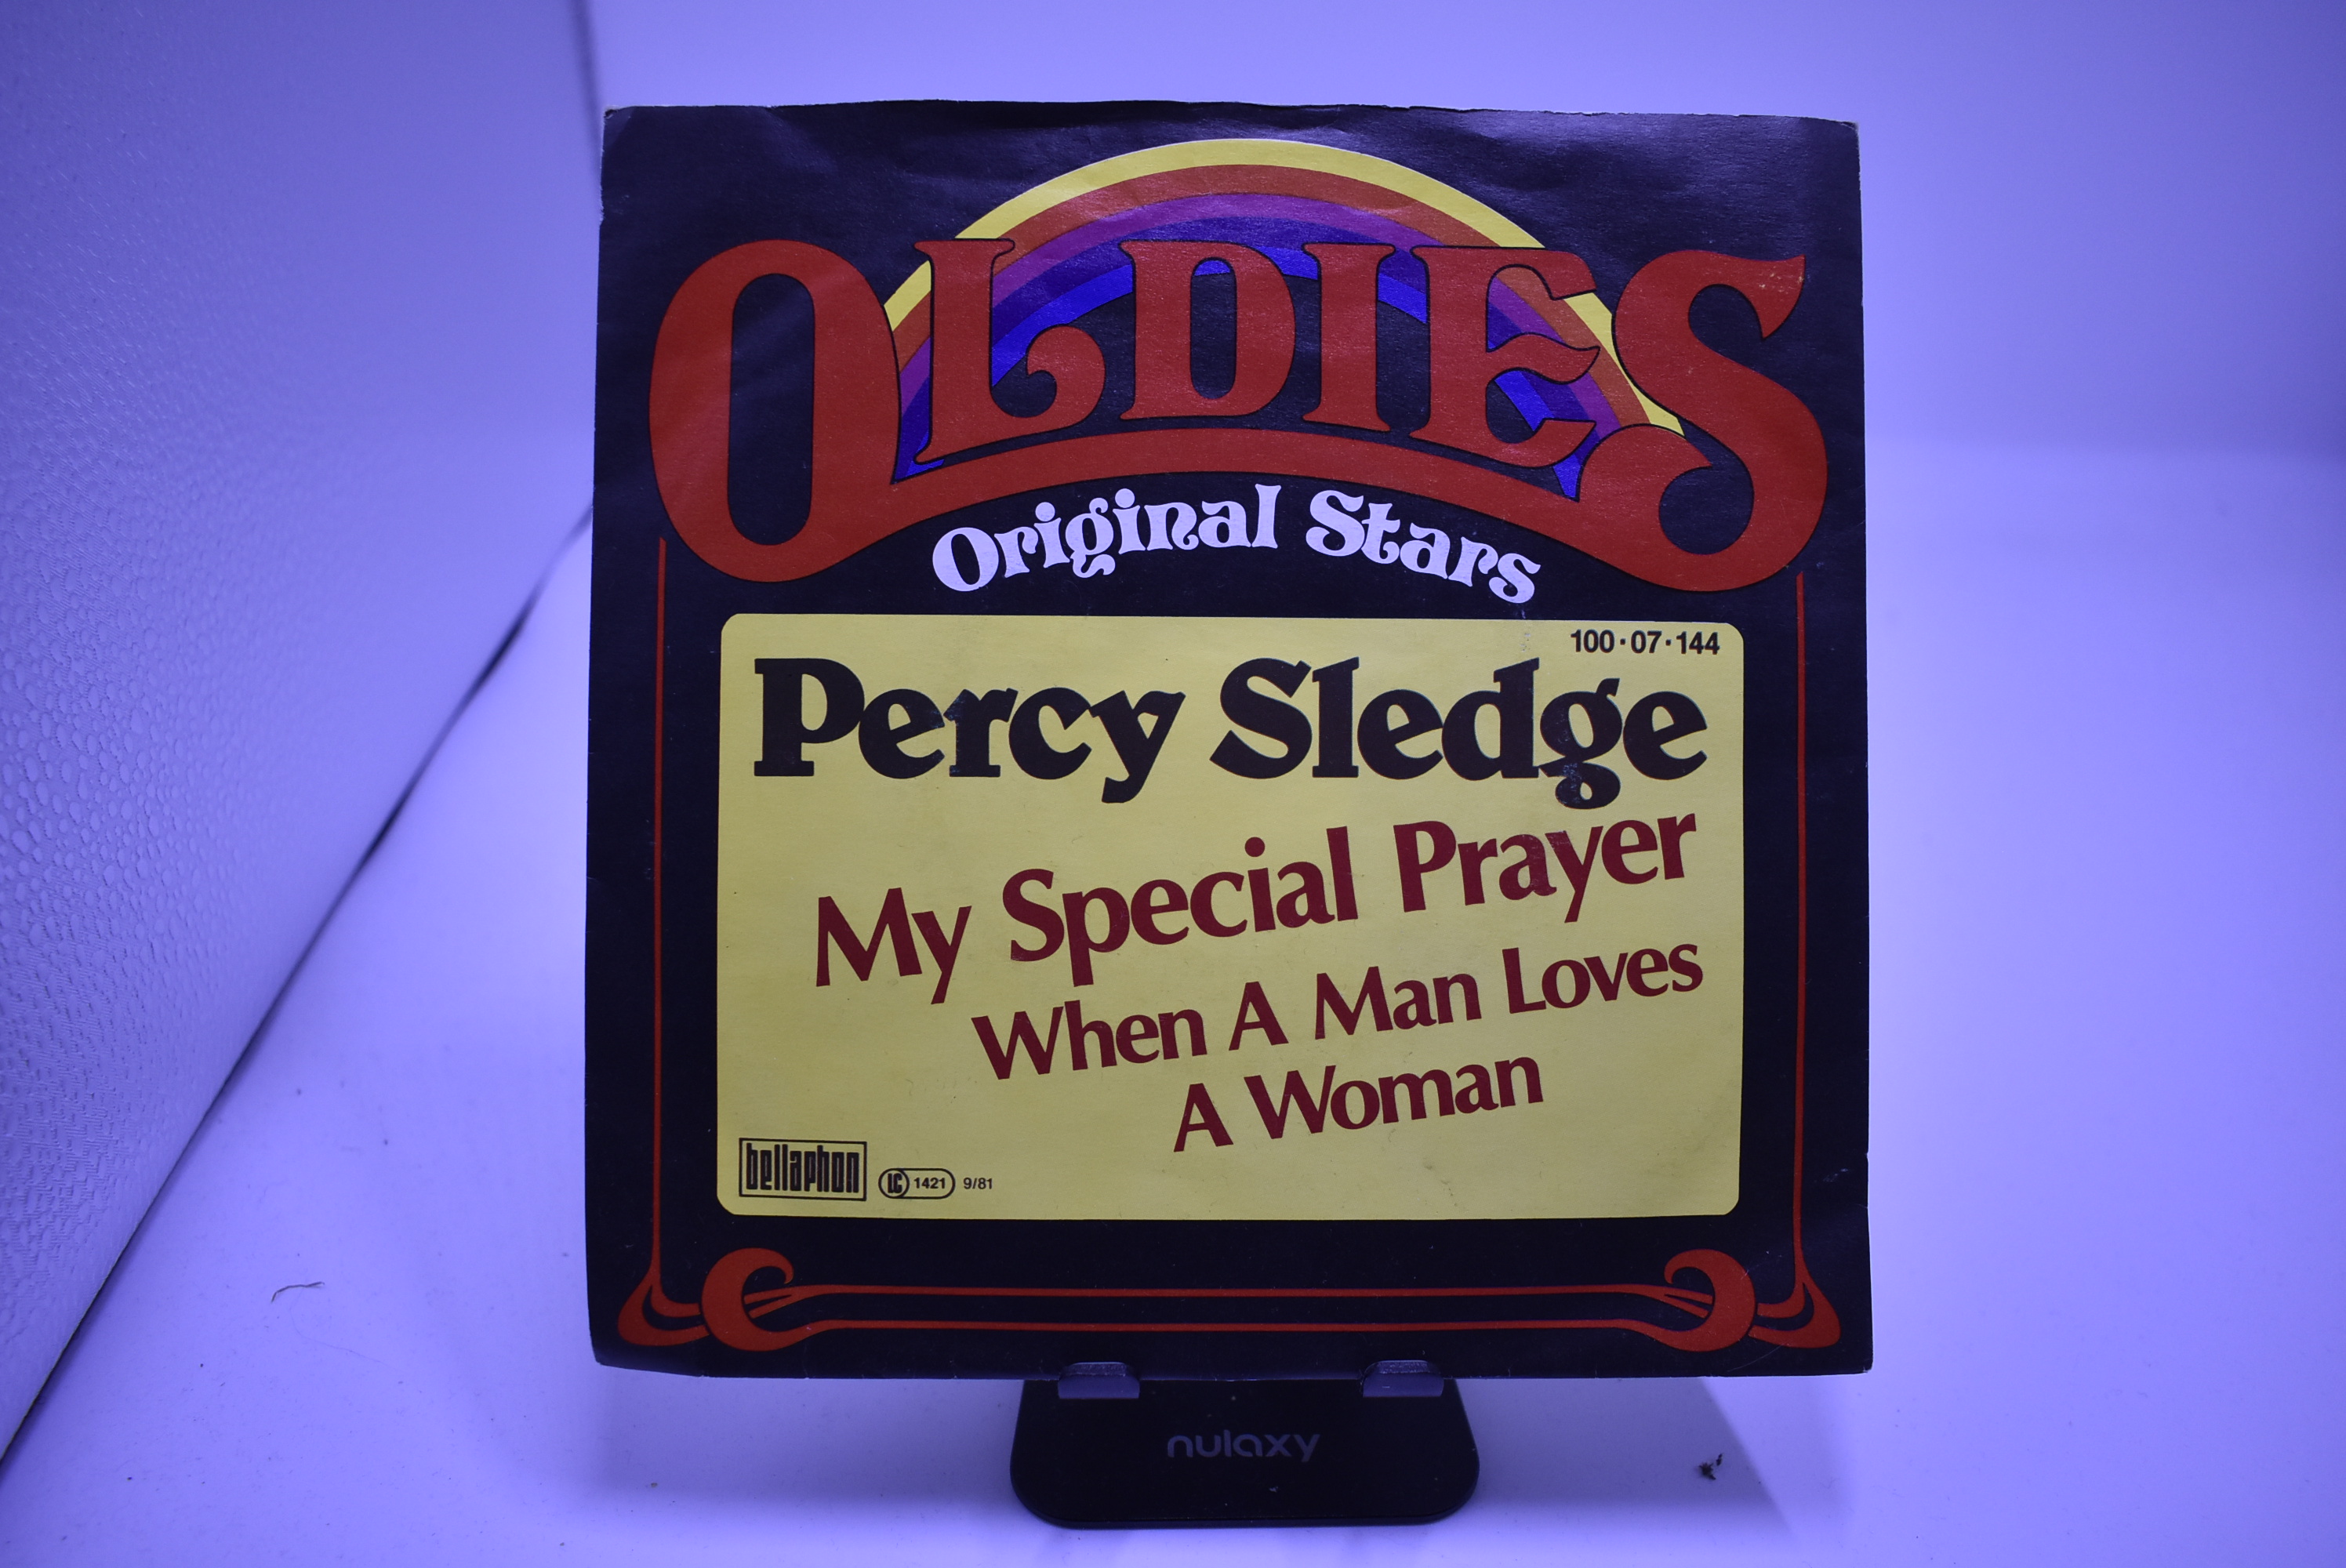 OLDIES
Original Stars
100·07·144
Percy Sledge
My Special Prayer
When A Man Loves
A Woman
bellaphon LC 1421 9/81
nulaxy